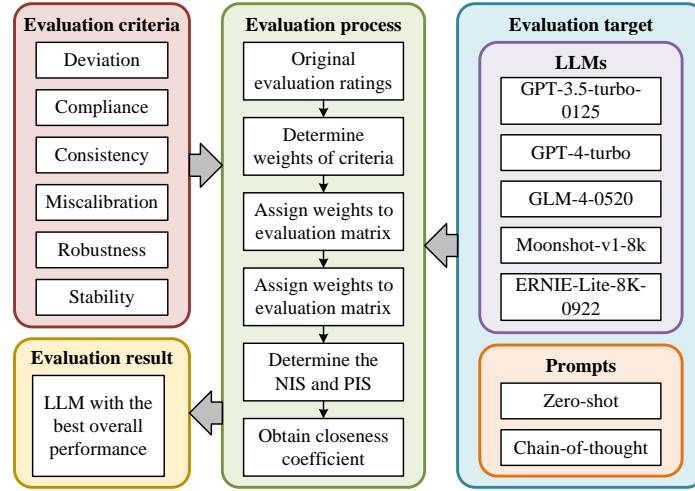 Evaluation criteria
Deviation
Compliance
Consistency
Miscalibration
Robustness
Stability
Evaluation result
LLM with the
best overall
performance
Evaluation process
Original
evaluation ratings
Determine
weights of criteria
Assign weights to
evaluation matrix
Assign weights to
evaluation matrix
Determine the
NIS and PIS
Obtain closeness
coefficient
Evaluation target
LLMs
GPT-3.5-turbo-
0125
GPT-4-turbo
GLM-4-0520
Moonshot-v1-8k
ERNIE-Lite-8K-
0922
Prompts
Zero-shot
Chain-of-thought